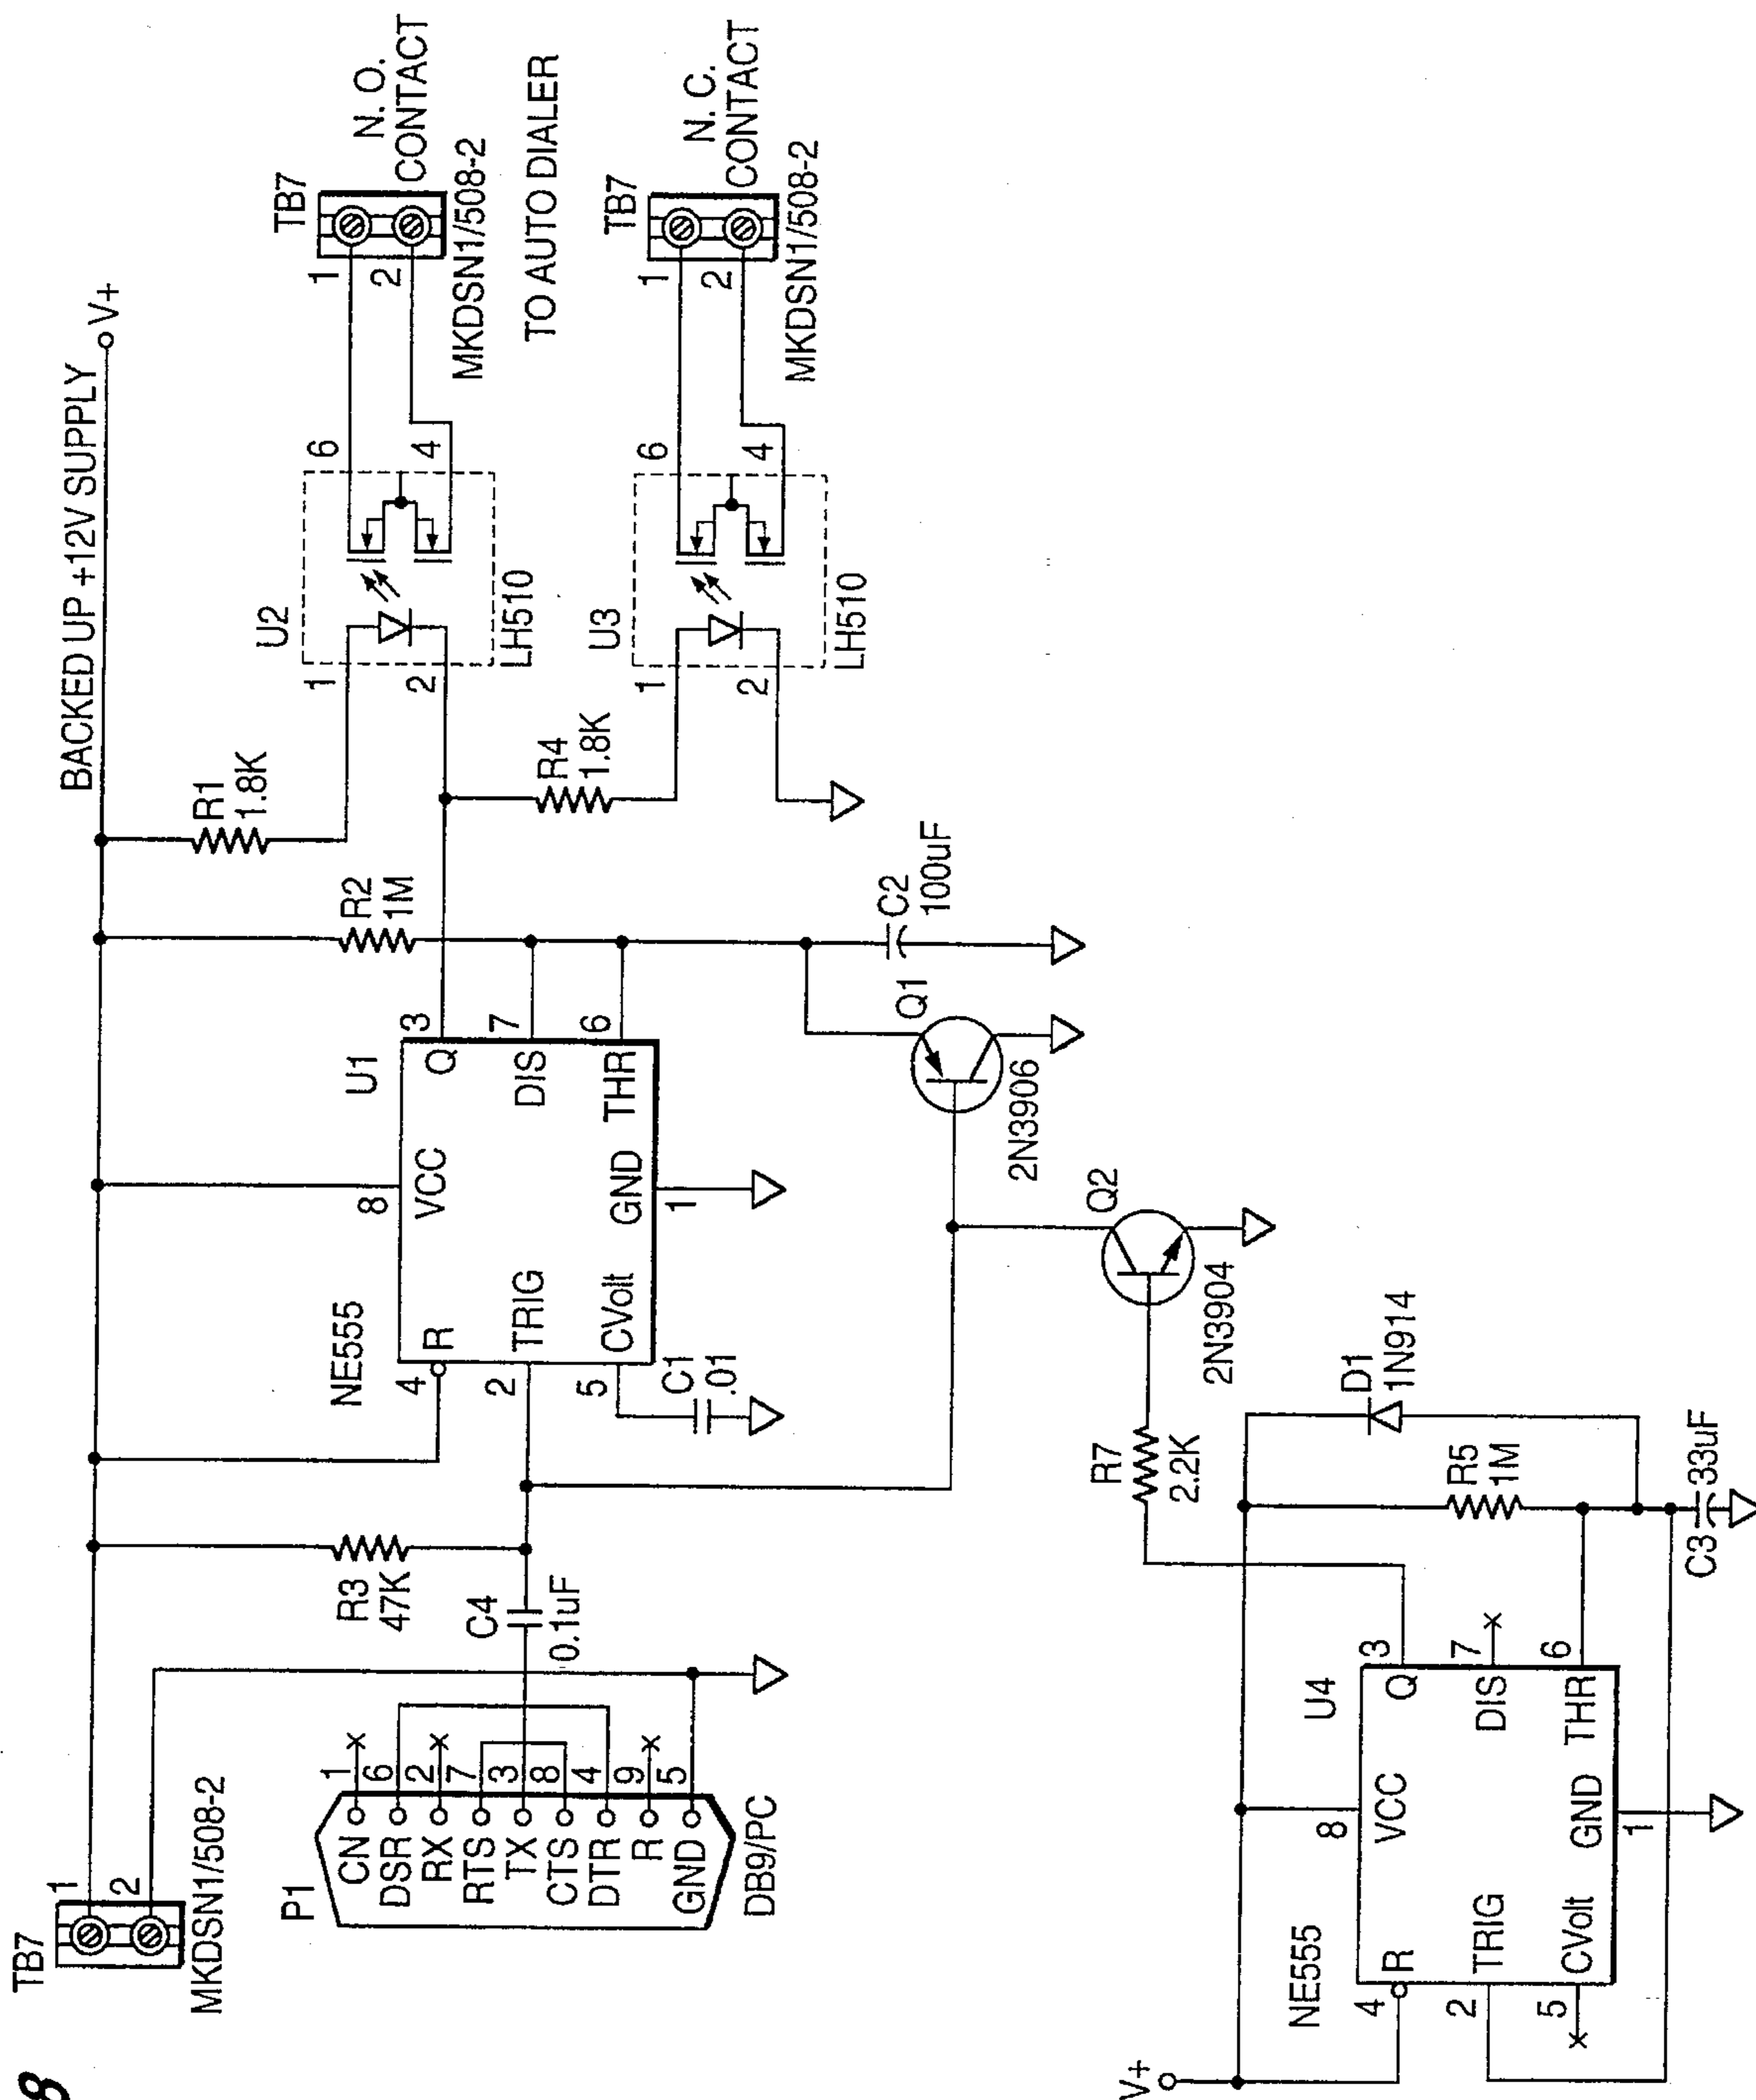 8
TB7
1
2
MKDSN1/508-2
BACKED UP +12V SUPPLY
V+
P1
CN
DSR
RX
RTS
TX
CTS
DTR
R
GND
1
6
2
7
3
8
4
9
5
DB9/PC
R3
47K
C4
0.1uF
NE555
U1
4
R
2
TRIG
5
CVolt
8
VCC
GND
1
Q
3
DIS
7
THR
6
C1
.01
R2
1M
R1
1.8K
U2
1
2
6
4
LH510
TB7
1
2
N. O.
CONTACT
MKDSN1/508-2
TO AUTO DIALER
R4
1.8K
U3
1
2
6
4
LH510
TB7
1
2
N. C.
CONTACT
MKDSN1/508-2
C2
100uF
Q1
2N3906
Q2
2N3904
R7
2.2K
V+
NE555
U4
4
R
2
TRIG
5
CVolt
8
VCC
GND
1
Q
3
DIS
7
THR
6
R5
1M
D1
1N914
C3
33uF